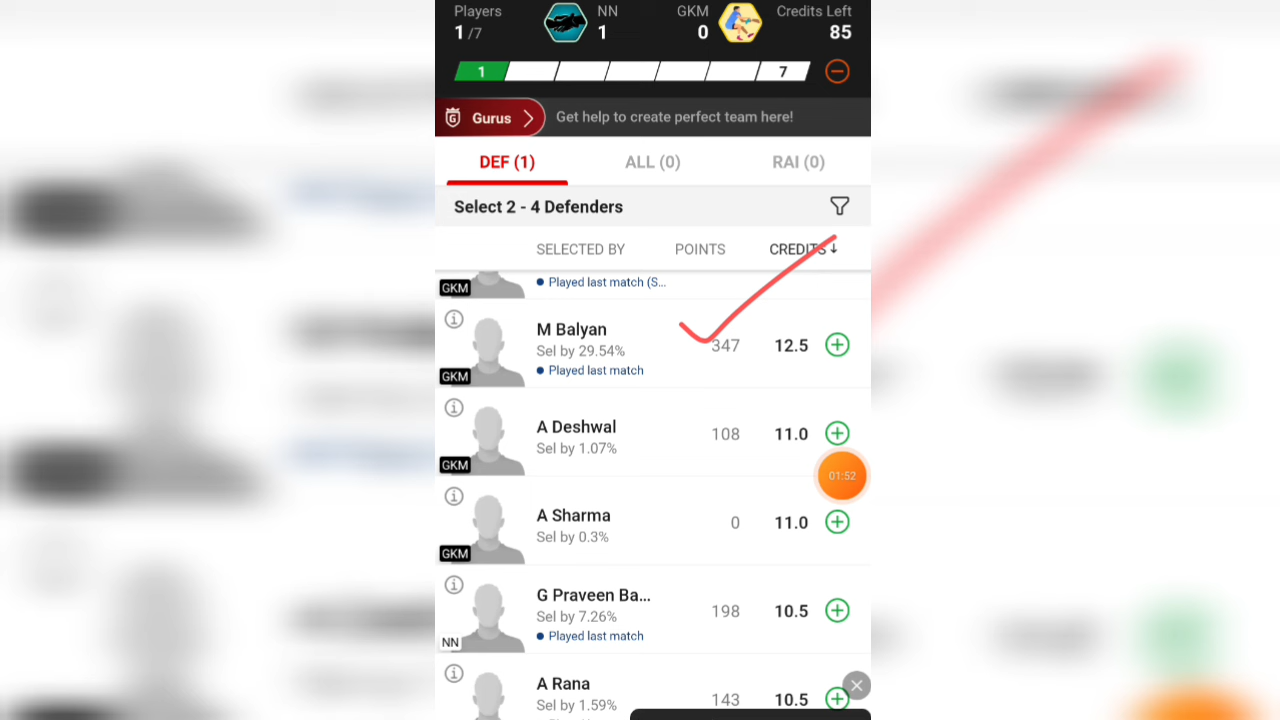 Players NN GKM Credits Left
1/7 1 0 85
1 7
G Gurus Get help to create perfect team here!
DEF (1) ALL (0) RAI (0)
Select 2 - 4 Defenders
SELECTED BY POINTS CREDITS↓
GKM Played last match (S...
M Balyan
Sel by 29.54% 347 12.5
Played last match
GKM
A Deshwal
Sel by 1.07% 108 11.0
GKM
01:52
A Sharma
Sel by 0.3% 0 11.0
GKM
G Praveen Ba...
Sel by 7.26% 198 10.5
Played last match
NN
A Rana
Sel by 1.59% 143 10.5